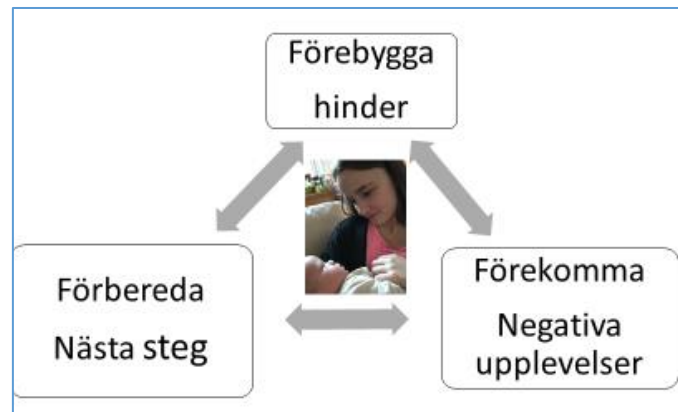 Förebygga
hinder
Förbereda
Nästa steg
Förekomma
Negativa
upplevelser